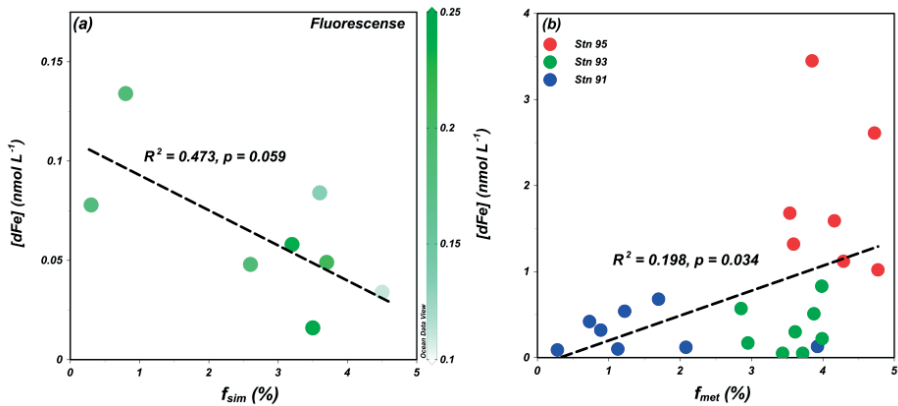 (a)
Fluorescense
[dFe] (nmol L⁻¹)
0.15
0.1
0.05
0
R² = 0.473, p = 0.059
0
1
2
3
4
5
f_sim (%)
0.25
0.2
0.15
0.1
Ocean Data View
(b)
Stn 95
Stn 93
Stn 91
[dFe] (nmol L⁻¹)
4
3
2
1
0
R² = 0.198, p = 0.034
0
1
2
3
4
5
f_met (%)